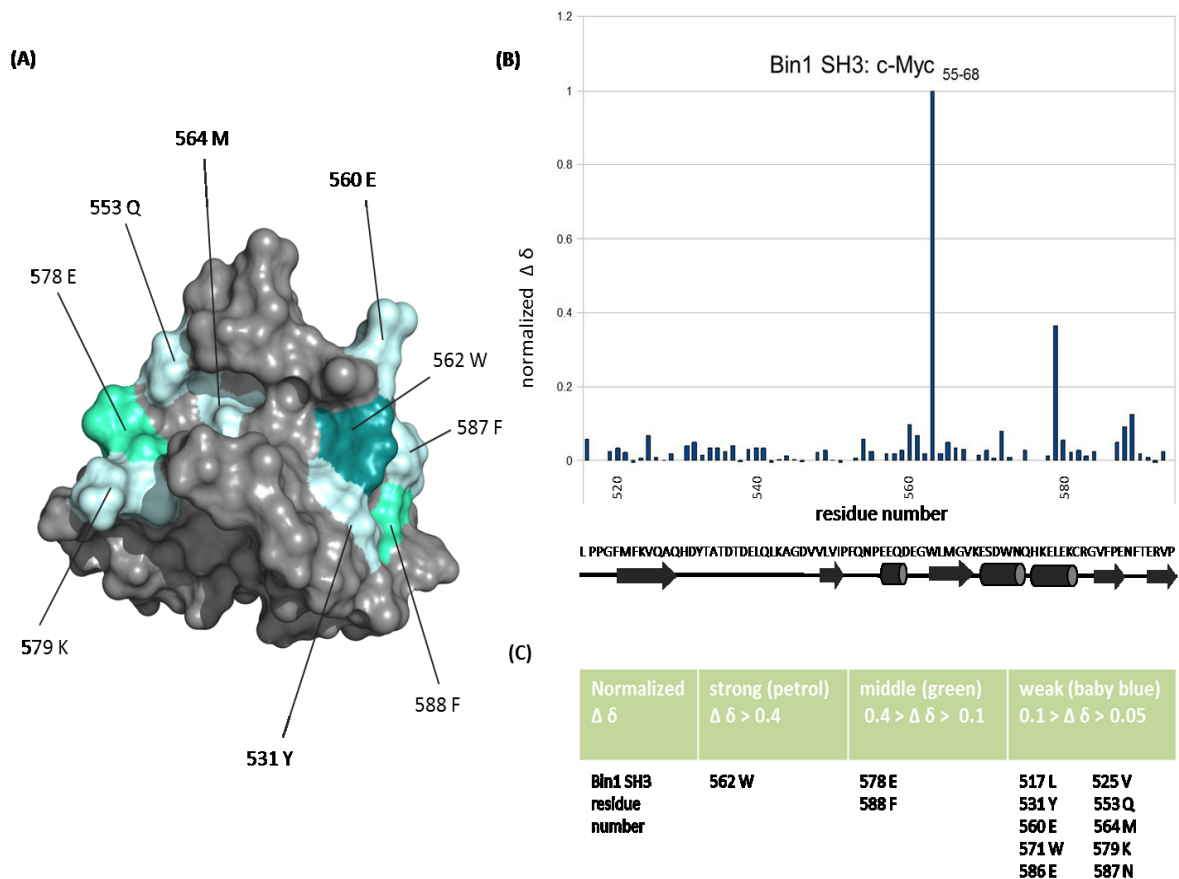 (A)
564 M
560 E
553 Q
578 E
562 W
587 F
579 K
588 F
531 Y
(B)
Bin1 SH3: c-Myc 55-68
normalized Δ δ
1.2
1
0.8
0.6
0.4
0.2
0
520
540
560
580
residue number
L PPGFMFKVQAQHDYTATDTDELQLKAGDVVLVIPFQNPEEQDEGWLMGVKESDWNQHKELEKCRGVFPENFTERVP
(C)
Normalized Δ δ
strong (petrol) Δ δ > 0.4
middle (green) 0.4 > Δ δ > 0.1
weak (baby blue) 0.1 > Δ δ > 0.05
Bin1 SH3 residue number
562 W
578 E
588 F
517 L 525 V
531 Y 553 Q
560 E 564 M
571 W 579 K
586 E 587 N